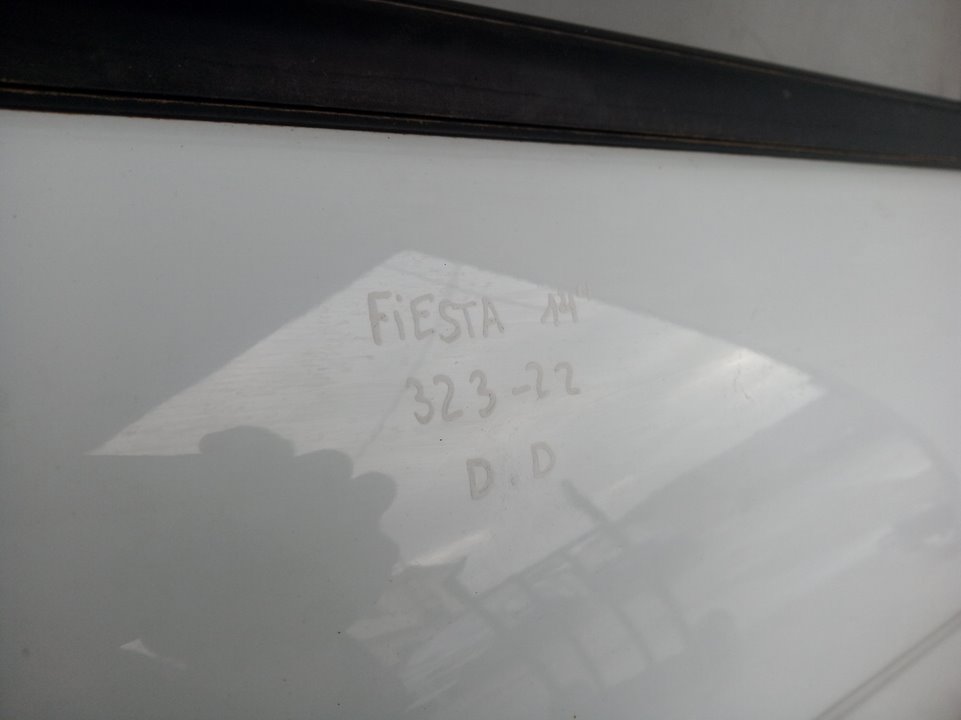 FiESTA 14"
323-22
D.D